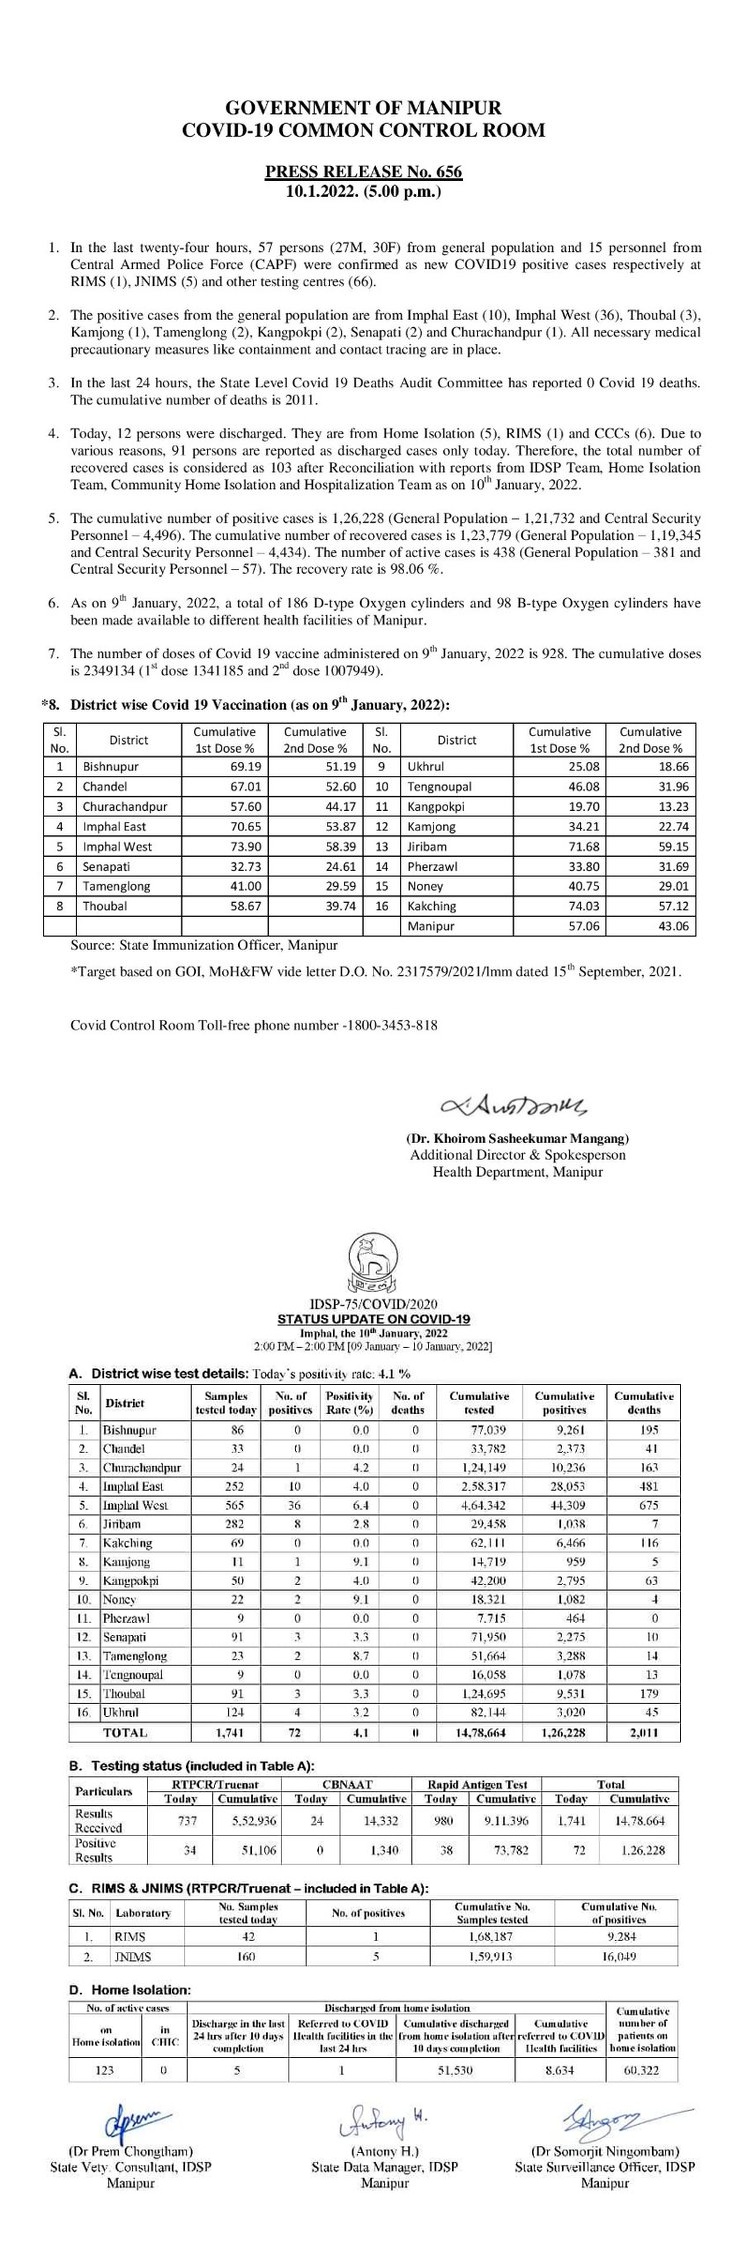 GOVERNMENT OF MANIPUR
COVID-19 COMMON CONTROL ROOM
PRESS RELEASE No. 656
10.1.2022. (5.00 p.m.)
1. In the last twenty-four hours, 57 persons (27M, 30F) from general population and 15 personnel from
Central Armed Police Force (CAPF) were confirmed as new COVID19 positive cases respectively at
RIMS (1), JNIMS (5) and other testing centres (66).
2. The positive cases from the general population are from Imphal East (10), Imphal West (36), Thoubal (3),
Kamjong (1), Tamenglong (2), Kangpokpi (2), Senapati (2) and Churachandpur (1). All necessary medical
precautionary measures like containment and contact tracing are in place.
3. In the last 24 hours, the State Level Covid 19 Deaths Audit Committee has reported 0 Covid 19 deaths.
The cumulative number of deaths is 2011.
4. Today, 12 persons were discharged. They are from Home Isolation (5), RIMS (1) and CCCs (6). Due to
various reasons, 91 persons are reported as discharged cases only today. Therefore, the total number of
recovered cases is considered as 103 after Reconciliation with reports from IDSP Team, Home Isolation
Team, Community Home Isolation and Hospitalization Team as on 10th January, 2022.
5. The cumulative number of positive cases is 1,26,228 (General Population – 1,21,732 and Central Security
Personnel – 4,496). The cumulative number of recovered cases is 1,23,779 (General Population – 1,19,345
and Central Security Personnel – 4,434). The number of active cases is 438 (General Population – 381 and
Central Security Personnel – 57). The recovery rate is 98.06 %.
6. As on 9th January, 2022, a total of 186 D-type Oxygen cylinders and 98 B-type Oxygen cylinders have
been made available to different health facilities of Manipur.
7. The number of doses of Covid 19 vaccine administered on 9th January, 2022 is 928. The cumulative doses
is 2349134 (1st dose 1341185 and 2nd dose 1007949).
*8. District wise Covid 19 Vaccination (as on 9th January, 2022):
Sl. No. District Cumulative 1st Dose % Cumulative 2nd Dose % Sl. No. District Cumulative 1st Dose % Cumulative 2nd Dose %
1 Bishnupur 69.19 51.19 9 Ukhrul 25.08 18.66
2 Chandel 67.01 52.60 10 Tengnoupal 46.08 31.96
3 Churachandpur 57.60 44.17 11 Kangpokpi 19.70 13.23
4 Imphal East 70.65 53.87 12 Kamjong 34.21 22.74
5 Imphal West 73.90 58.39 13 Jiribam 71.68 59.15
6 Senapati 32.73 24.61 14 Pherzawl 33.80 31.69
7 Tamenglong 41.00 29.59 15 Noney 40.75 29.01
8 Thoubal 58.67 39.74 16 Kakching 74.03 57.12
Manipur 57.06 43.06
Source: State Immunization Officer, Manipur
*Target based on GOI, MoH&FW vide letter D.O. No. 2317579/2021/Imm dated 15th September, 2021.
Covid Control Room Toll-free phone number -1800-3453-818
(Dr. Khoirom Sasheekumar Mangang)
Additional Director & Spokesperson
Health Department, Manipur
IDSP-75/COVID/2020
STATUS UPDATE ON COVID-19
Imphal, the 10th January, 2022
2:00 PM – 2:00 PM [09 January – 10 January, 2022]
A. District wise test details: Today's positivity rate: 4.1 %
Sl. No. District Samples tested today No. of positives Positivity Rate (%) No. of deaths Cumulative tested Cumulative positives Cumulative deaths
1. Bishnupur 86 0 0.0 0 77,039 9,261 195
2. Chandel 33 0 0.0 0 33,782 2,373 41
3. Churachandpur 24 1 4.2 0 1,24,149 10,236 163
4. Imphal East 252 10 4.0 0 2,58,317 28,053 481
5. Imphal West 565 36 6.4 0 4,64,342 44,309 675
6. Jiribam 282 8 2.8 0 29,458 1,038 7
7. Kakching 69 0 0.0 0 62,111 6,466 116
8. Kamjong 11 1 9.1 0 14,719 959 5
9. Kangpokpi 50 2 4.0 0 42,200 2,795 63
10. Noney 22 2 9.1 0 18,321 1,082 4
11. Pherzawl 9 0 0.0 0 7,715 464 0
12. Senapati 91 3 3.3 0 71,950 2,275 10
13. Tamenglong 23 2 8.7 0 51,664 3,288 14
14. Tengnoupal 9 0 0.0 0 16,058 1,078 13
15. Thoubal 91 3 3.3 0 1,24,695 9,531 179
16. Ukhrul 124 4 3.2 0 82,144 3,020 45
TOTAL 1,741 72 4.1 0 14,78,664 1,26,228 2,011
B. Testing status (included in Table A):
Particulars RTPCR/Truenat CBNAAT Rapid Antigen Test Total
Today Cumulative Today Cumulative Today Cumulative Today Cumulative
Results Received 737 5,52,936 24 14,332 980 9,11,396 1,741 14,78,664
Positive Results 34 51,106 0 1,340 38 73,782 72 1,26,228
C. RIMS & JNIMS (RTPCR/Truenat – included in Table A):
Sl. No. Laboratory No. Samples tested today No. of positives Cumulative No. Samples tested Cumulative No. of positives
1. RIMS 42 1 1,68,187 9,284
2. JNIMS 160 5 1,59,913 16,049
D. Home Isolation:
No. of active cases Discharged from home isolation Cumulative number of patients on home isolation
on Home isolation in CHIC Discharge in the last 24 hrs after 10 days completion Referred to COVID Health facilities in the last 24 hrs Cumulative discharged from home isolation after 10 days completion Cumulative referred to COVID Health facilities
123 0 5 1 51,530 8,634 60,322
Antony H.
(Dr Prem Chongtham) (Antony H.) (Dr Somorjit Ningombam)
State Vety. Consultant, IDSP State Data Manager, IDSP State Surveillance Officer, IDSP
Manipur Manipur Manipur